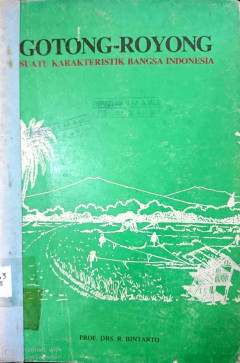 GOTONG-ROYONG
SUATU KARAKTERISTIK BANGSA INDONESIA
PROF. DRS. R. BINTARTO